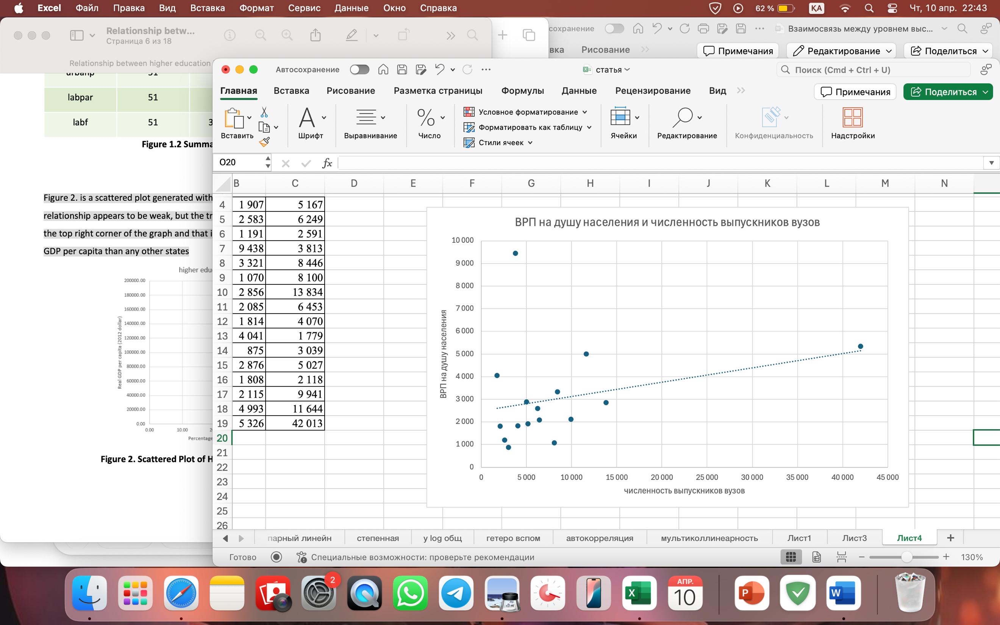 Excel Файл Правка Вид Вставка Формат Сервис Данные Окно Справка 62 % ҚА Чт, 10 апр. 22:43
Relationship betw...
Страница 6 из 18
сохранение Взаимосвязь между уровнем выс...
вка Рисование Примечания Редактирование Поделиться
Relationship between higher education
urbanp 51
labpar 51
labf 51 3
Figure 1.2 Summa
Figure 2. is a scattered plot generated with
relationship appears to be weak, but the tr
the top right corner of the graph and that i
GDP per capita than any other states
higher edu
200000.00
180000.00
160000.00
140000.00
120000.00
100000.00
80000.00
60000.00
40000.00
20000.00
0.00
Real GDP per capita (2012 dollar)
0.00 10.00 2
Percentage
Figure 2. Scattered Plot of H
Автосохранение статья Поиск (Cmd + Ctrl + U)
Главная Вставка Рисование Разметка страницы Формулы Данные Рецензирование Вид Примечания Поделиться
Вставить Шрифт Выравнивание Число
Условное форматирование
Форматировать как таблицу
Стили ячеек
Ячейки Редактирование Конфиденциальность Надстройки
O20 fx
B C D E F G H I J K L M N
4 1 907 5 167
5 2 583 6 249
6 1 191 2 591
7 9 438 3 813
8 3 321 8 446
9 1 070 8 100
10 2 856 13 834
11 2 085 6 453
12 1 814 4 070
13 4 041 1 779
14 875 3 039
15 2 876 5 027
16 1 808 2 118
17 2 115 9 941
18 4 993 11 644
19 5 326 42 013
20
21
22
23
24
25
26
ВРП на душу населения и численность выпускников вузов
10 000
9 000
8 000
7 000
6 000
5 000
4 000
3 000
2 000
1 000
0
ВРП на душу населения
0 5 000 10 000 15 000 20 000 25 000 30 000 35 000 40 000 45 000
численность выпускников вузов
парный линейн степенная y log общ гетеро вспом автокорреляция мультиколлинеарность Лист1 Лист3 Лист4
Готово Специальные возможности: проверьте рекомендации 130%
2
X
АПР.
10
P
W